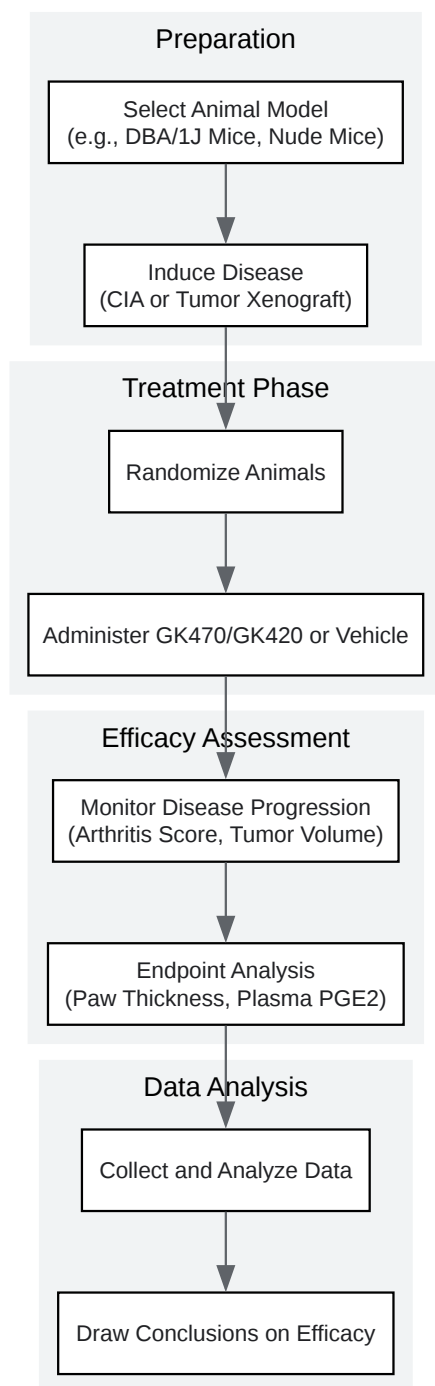 Preparation
Select Animal Model
(e.g., DBA/1J Mice, Nude Mice)
Induce Disease
(CIA or Tumor Xenograft)
Treatment Phase
Randomize Animals
Administer GK470/GK420 or Vehicle
Efficacy Assessment
Monitor Disease Progression
(Arthritis Score, Tumor Volume)
Endpoint Analysis
(Paw Thickness, Plasma PGE2)
Data Analysis
Collect and Analyze Data
Draw Conclusions on Efficacy